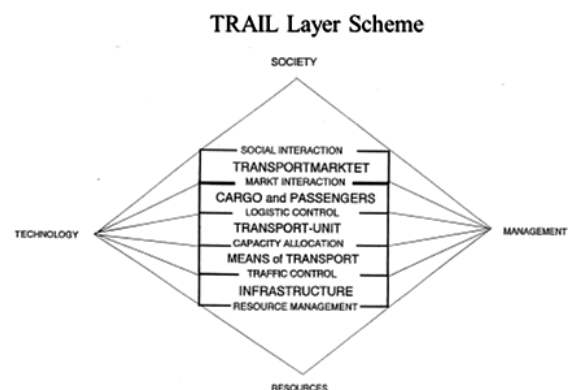 TRAIL Layer Scheme
SOCIETY
SOCIAL INTERACTION
TRANSPORTMARKTET
MARKT INTERACTION
CARGO and PASSENGERS
LOGISTIC CONTROL
TRANSPORT-UNIT
TECHNOLOGY
MANAGEMENT
CAPACITY ALLOCATION
MEANS of TRANSPORT
TRAFFIC CONTROL
INFRASTRUCTURE
RESOURCE MANAGEMENT
RESOURCES